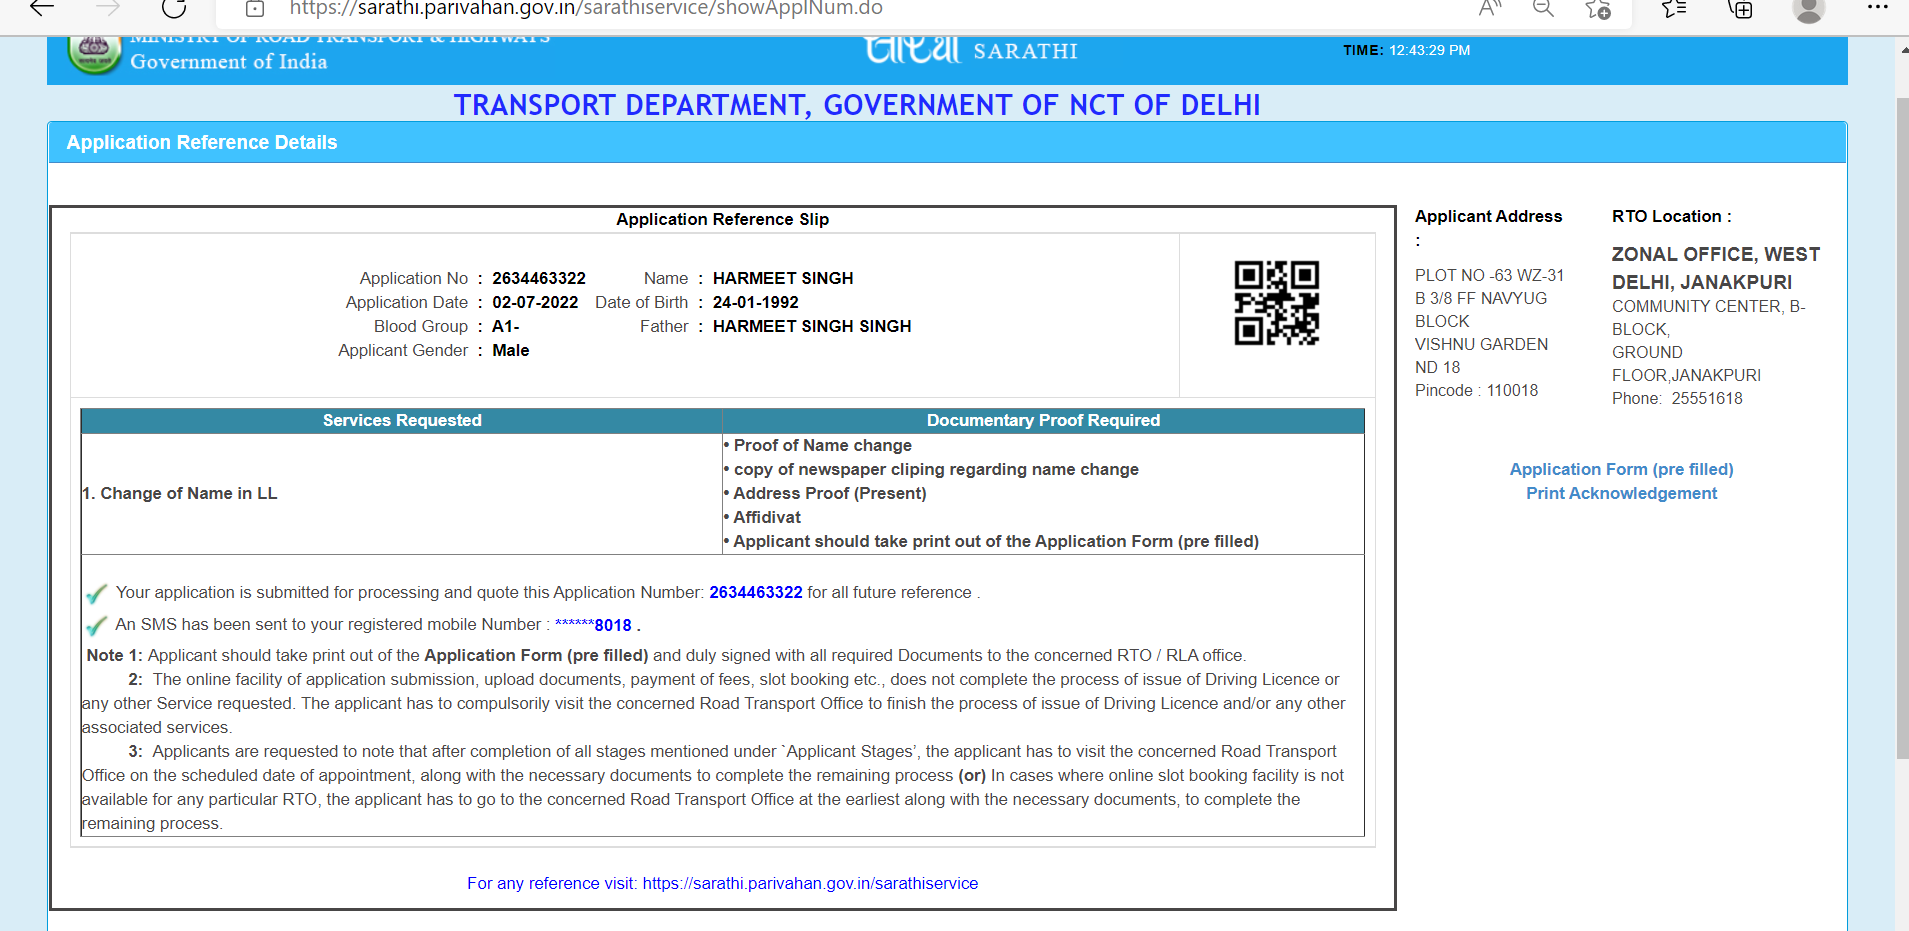 https://sarathi.parivahan.gov.in/sarathiservice/showApplNum.do
MINISTRY OF ROAD TRANSPORT & HIGHWAYS
Government of India
सारथी SARATHI
TIME: 12:43:29 PM
TRANSPORT DEPARTMENT, GOVERNMENT OF NCT OF DELHI
Application Reference Details
Application Reference Slip
Application No : 2634463322 Name : HARMEET SINGH
Application Date : 02-07-2022 Date of Birth : 24-01-1992
Blood Group : A1- Father : HARMEET SINGH SINGH
Applicant Gender : Male
Services Requested Documentary Proof Required
1. Change of Name in LL
• Proof of Name change
• copy of newspaper cliping regarding name change
• Address Proof (Present)
• Affidivat
• Applicant should take print out of the Application Form (pre filled)
Your application is submitted for processing and quote this Application Number: 2634463322 for all future reference .
An SMS has been sent to your registered mobile Number : ******8018 .
Note 1: Applicant should take print out of the Application Form (pre filled) and duly signed with all required Documents to the concerned RTO / RLA office.
2: The online facility of application submission, upload documents, payment of fees, slot booking etc., does not complete the process of issue of Driving Licence or
any other Service requested. The applicant has to compulsorily visit the concerned Road Transport Office to finish the process of issue of Driving Licence and/or any other
associated services.
3: Applicants are requested to note that after completion of all stages mentioned under `Applicant Stages’, the applicant has to visit the concerned Road Transport
Office on the scheduled date of appointment, along with the necessary documents to complete the remaining process (or) In cases where online slot booking facility is not
available for any particular RTO, the applicant has to go to the concerned Road Transport Office at the earliest along with the necessary documents, to complete the
remaining process.
For any reference visit: https://sarathi.parivahan.gov.in/sarathiservice
Applicant Address
:
PLOT NO -63 WZ-31
B 3/8 FF NAVYUG
BLOCK
VISHNU GARDEN
ND 18
Pincode : 110018
RTO Location :
ZONAL OFFICE, WEST
DELHI, JANAKPURI
COMMUNITY CENTER, B-
BLOCK,
GROUND
FLOOR,JANAKPURI
Phone: 25551618
Application Form (pre filled)
Print Acknowledgement